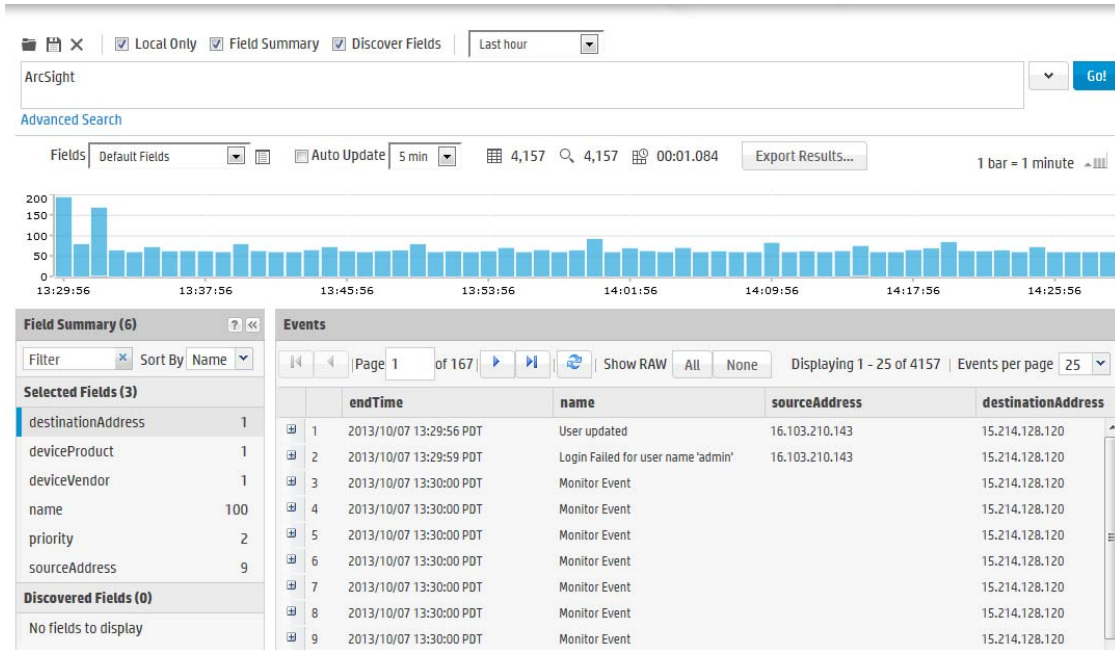 Local Only Field Summary Discover Fields Last hour
ArcSight Go!
Advanced Search
Fields Default Fields Auto Update 5 min 4,157 4,157 00:01.084 Export Results... 1 bar = 1 minute
200
150
100
50
0
13:29:56 13:37:56 13:45:56 13:53:56 14:01:56 14:09:56 14:17:56 14:25:56
Field Summary (6) ?
Filter Sort By Name
Selected Fields (3)
destinationAddress 1
deviceProduct 1
deviceVendor 1
name 100
priority 2
sourceAddress 9
Discovered Fields (0)
No fields to display
Events
Page 1 of 167 Show RAW All None Displaying 1 - 25 of 4157 Events per page 25
endTime name sourceAddress destinationAddress
1 2013/10/07 13:29:56 PDT User updated 16.103.210.143 15.214.128.120
2 2013/10/07 13:29:59 PDT Login Failed for user name 'admin' 16.103.210.143 15.214.128.120
3 2013/10/07 13:30:00 PDT Monitor Event 15.214.128.120
4 2013/10/07 13:30:00 PDT Monitor Event 15.214.128.120
5 2013/10/07 13:30:00 PDT Monitor Event 15.214.128.120
6 2013/10/07 13:30:00 PDT Monitor Event 15.214.128.120
7 2013/10/07 13:30:00 PDT Monitor Event 15.214.128.120
8 2013/10/07 13:30:00 PDT Monitor Event 15.214.128.120
9 2013/10/07 13:30:00 PDT Monitor Event 15.214.128.120